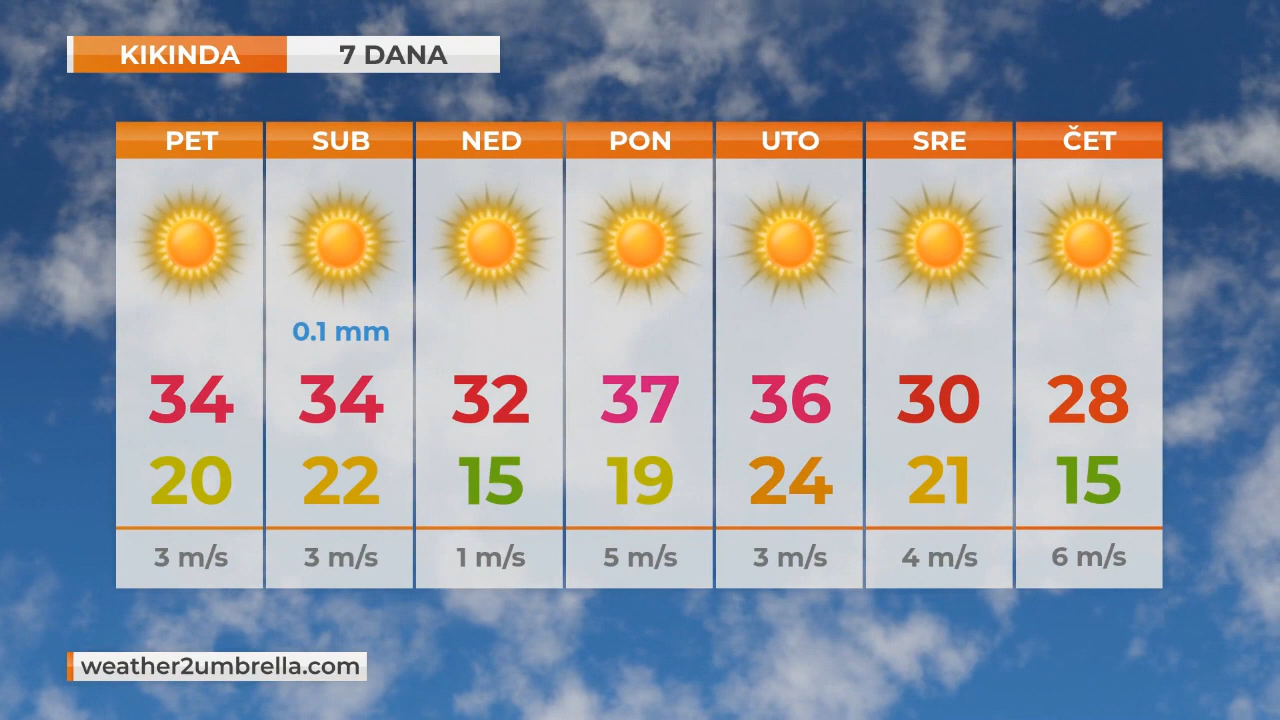 KIKINDA 7 DANA
PET SUB NED PON UTO SRE ČET
0.1 mm
34 34 32 37 36 30 28
20 22 15 19 24 21 15
3 m/s 3 m/s 1 m/s 5 m/s 3 m/s 4 m/s 6 m/s
weather2umbrella.com